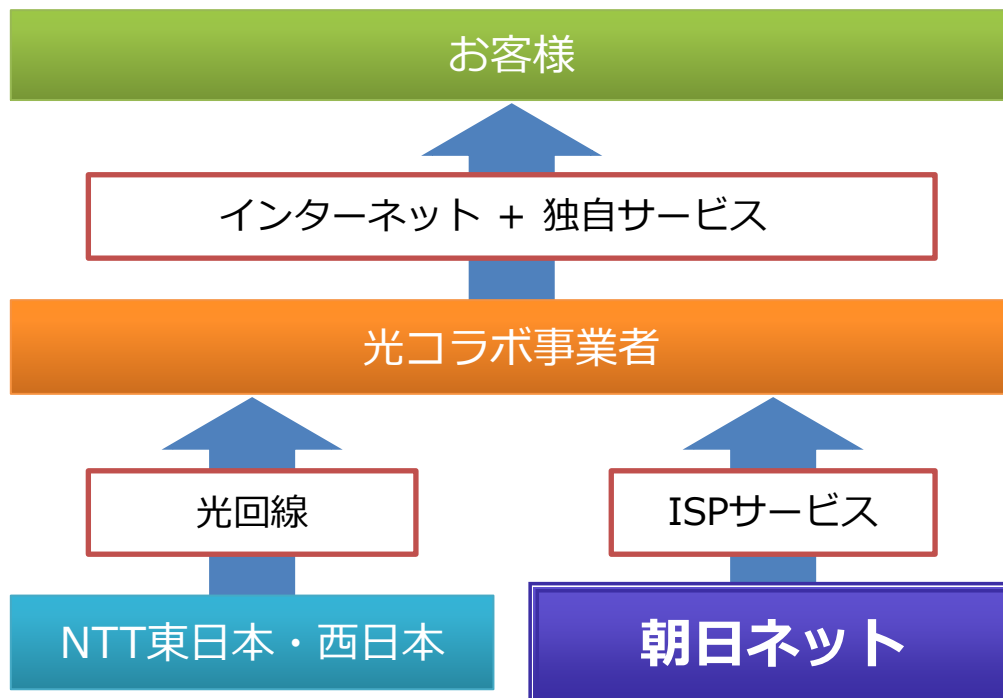 お客様
インターネット + 独自サービス
光コラボ事業者
光回線
ISPサービス
NTT東日本・西日本
朝日ネット